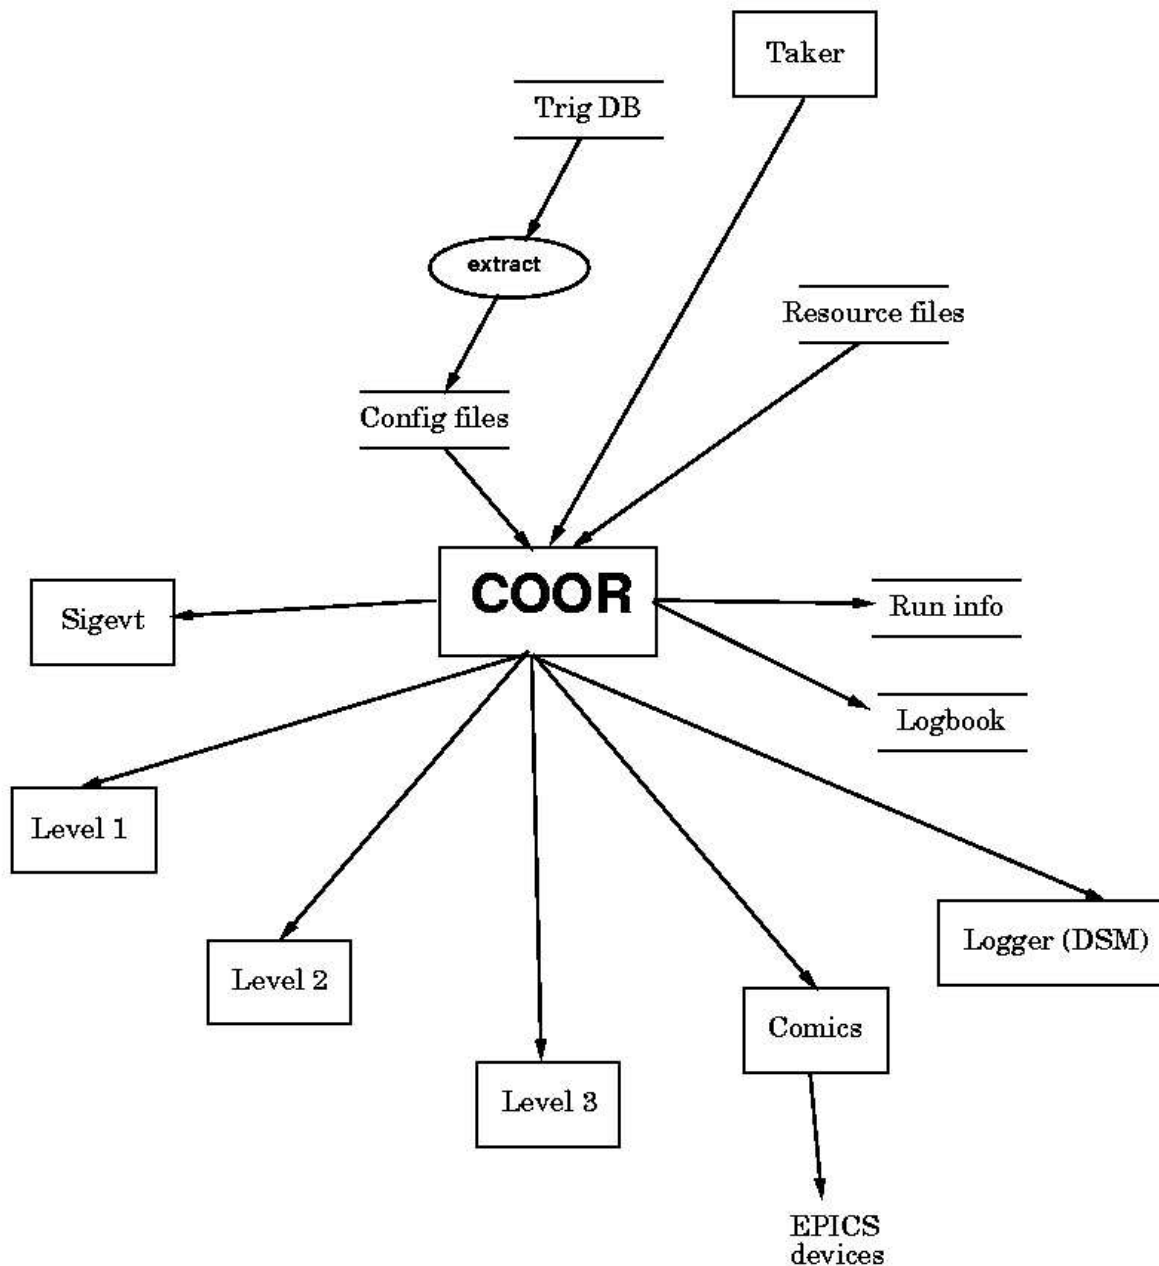 Taker
Trig DB
extract
Resource files
Config files
COOR
Sigevt
Run info
Logbook
Level 1
Logger (DSM)
Level 2
Comics
Level 3
EPICS
devices